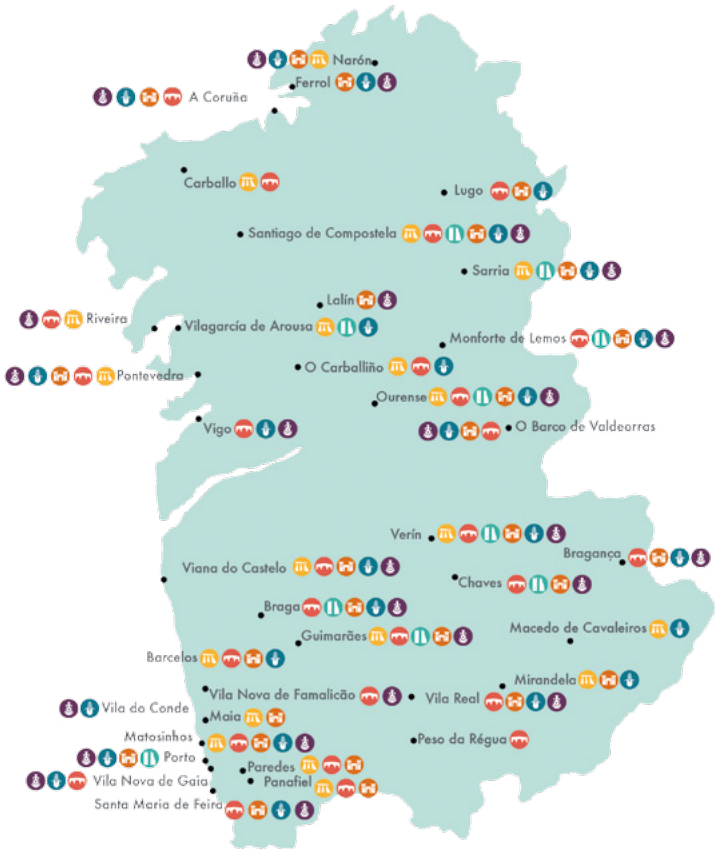 Narón
Ferrol
A Coruña
Carballo
Lugo
Santiago de Compostela
Sarria
Lalín
Riveira
Vilagarcía de Arousa
Monforte de Lemos
O Carballiño
Pontevedra
Ourense
Vigo
O Barco de Valdeorras
Verín
Bragança
Viana do Castelo
Chaves
Braga
Macedo de Cavaleiros
Guimarães
Barcelos
Mirandela
Vila Nova de Famalicão
Vila Real
Vila do Conde
Maia
Matosinhos
Peso da Régua
Porto
Paredes
Vila Nova de Gaia
Panafiel
Santa Maria de Feira